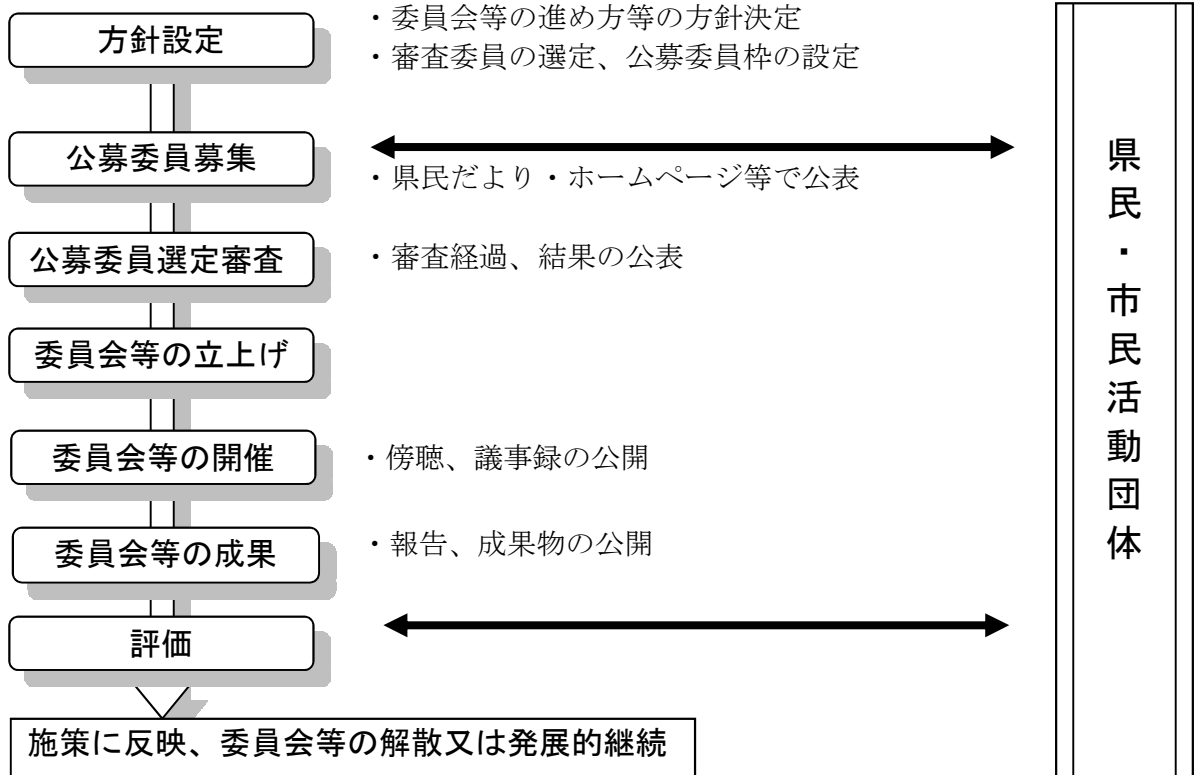 方針設定
・委員会等の進め方等の方針決定
・審査委員の選定、公募委員枠の設定
公募委員募集
・県民だより・ホームページ等で公表
公募委員選定審査
・審査経過、結果の公表
委員会等の立上げ
委員会等の開催
・傍聴、議事録の公開
委員会等の成果
・報告、成果物の公開
評価
施策に反映、委員会等の解散又は発展的継続
県民・市民活動団体